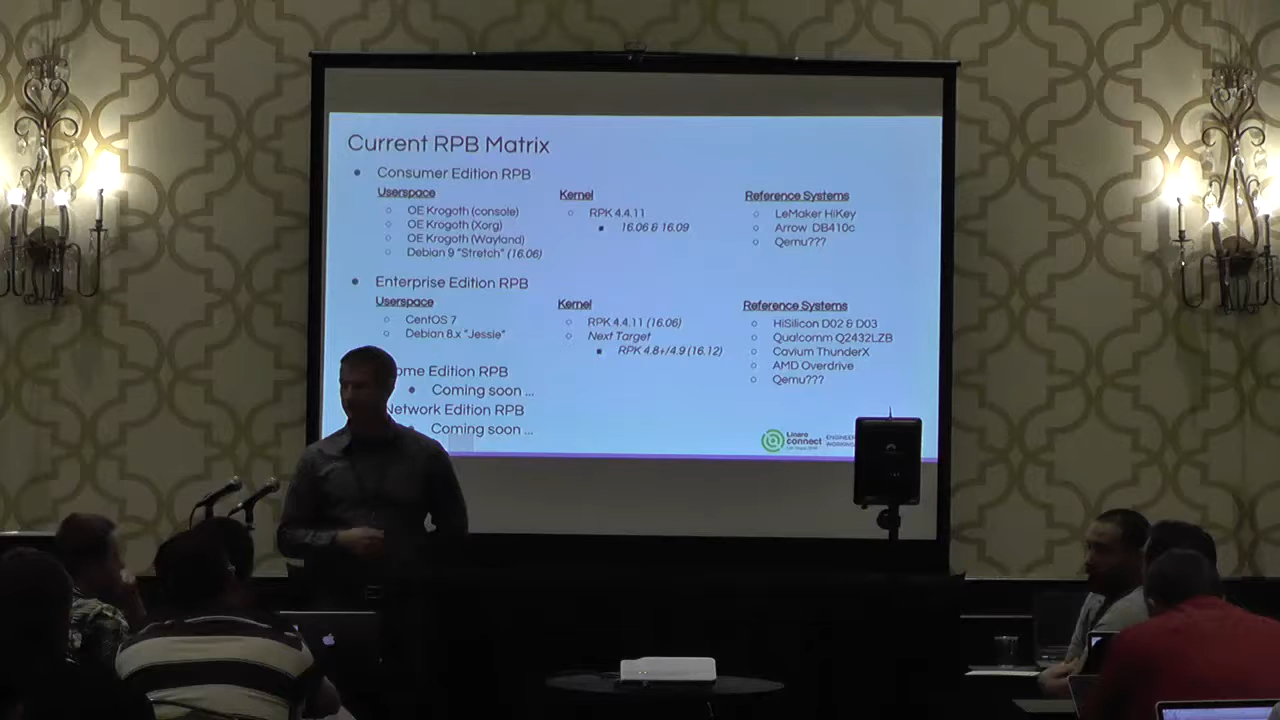 Current RPB Matrix
Consumer Edition RPB
Userspace
OE Krogoth (console)
OE Krogoth (Xorg)
OE Krogoth (Wayland)
Debian 9 "Stretch" (16.06)
Kernel
RPK 4.4.11
16.06 & 16.09
Reference Systems
LeMaker HiKey
Arrow DB410c
Qemu???
Enterprise Edition RPB
Userspace
CentOS 7
Debian 8.x "Jessie"
Kernel
RPK 4.4.11 (16.06)
Next Target
RPK 4.8+/4.9 (16.12)
Reference Systems
HiSilicon D02 & D03
Qualcomm Q2432LZB
Cavium ThunderX
AMD Overdrive
Qemu???
ome Edition RPB
Coming soon ...
Network Edition RPB
Coming soon ...
Linaro
connect